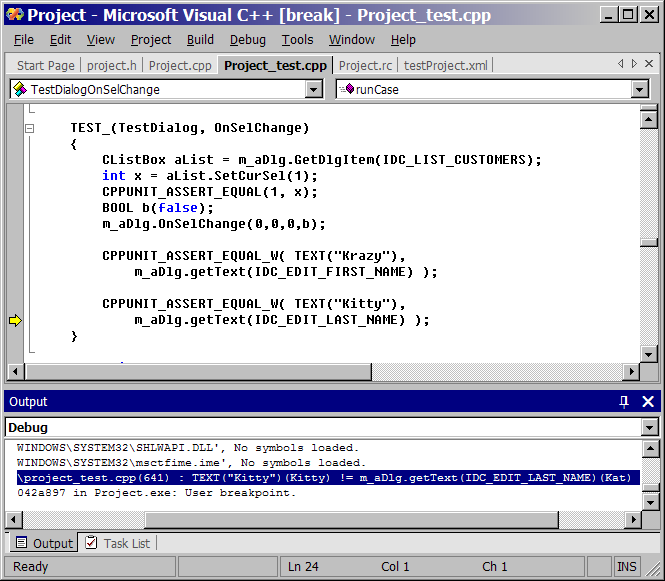 Project - Microsoft Visual C++ [break] - Project_test.cpp
File Edit View Project Build Debug Tools Window Help
Start Page project.h Project.cpp Project_test.cpp Project.rc testProject.xml
TestDialogOnSelChange runCase
TEST_(TestDialog, OnSelChange)
{
CListBox aList = m_aDlg.GetDlgItem(IDC_LIST_CUSTOMERS);
int x = aList.SetCurSel(1);
CPPUNIT_ASSERT_EQUAL(1, x);
BOOL b(false);
m_aDlg.OnSelChange(0,0,0,b);
CPPUNIT_ASSERT_EQUAL_W( TEXT("Krazy"),
m_aDlg.getText(IDC_EDIT_FIRST_NAME) );
CPPUNIT_ASSERT_EQUAL_W( TEXT("Kitty"),
m_aDlg.getText(IDC_EDIT_LAST_NAME) );
}
Output
Debug
WINDOWS\SYSTEM32\SHLWAPI.DLL', No symbols loaded.
WINDOWS\SYSTEM32\msctfime.ime', No symbols loaded.
\project_test.cpp(641) : TEXT("Kitty")(Kitty) != m_aDlg.getText(IDC_EDIT_LAST_NAME)(Kat)
042a897 in Project.exe: User breakpoint.
Output Task List
Ready Ln 24 Col 1 Ch 1 INS